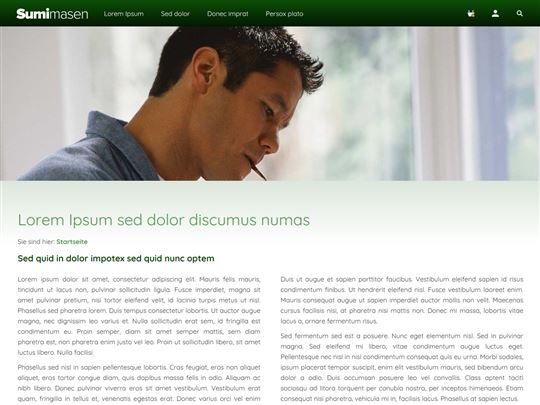 Sumimasen
Lorem Ipsum
Sed dolor
Donec imprat
Persox plato
Lorem Ipsum sed dolor discumus numas
Sie sind hier: Startseite
Sed quid in dolor impotex sed quid nunc optem
Lorem ipsum dolor sit amet, consectetur adipiscing elit. Mauris felis mauris,
tincidunt ut lacus non, pulvinar sollicitudin ligula. Fusce imperdiet, magna sit
amet pulvinar pretium, nisi tortor eleifend velit, id lacinia turpis metus ut nisl.
Phasellus sed pharetra lorem. Duis tempus consectetur lobortis. Ut auctor augue
magna, nec dignissim leo varius et. Nulla sollicitudin erat sem, id fringilla est
condimentum eu. Proin semper, diam sit amet semper mattis, sem diam
pharetra est, non pharetra enim justo vel leo. Proin ut sollicitudin libero, sit amet
luctus libero. Nulla facilisi.
Phasellus sed nisl in sapien pellentesque lobortis. Cras feugiat, eros non aliquet
aliquet, eros tortor congue diam, quis dapibus massa felis in odio. Aliquam ac
nibh libero. Donec pulvinar viverra eros sit amet vestibulum. Vestibulum erat
quam, fringilla in tellus et, venenatis egestas erat. Donec varius orci vel enim
Duis ut augue et sapien porttitor faucibus. Vestibulum eleifend sapien id risus
condimentum finibus. Ut hendrerit eleifend nisl. Fusce vestibulum laoreet enim.
Mauris consequat augue ut sapien imperdiet auctor mollis non velit. Maecenas
cursus facilisis nisi, at pharetra nisi mattis non. Donec mi massa, lobortis vitae
lacus a, ornare fermentum risus.
Sed fermentum sed est a posuere. Nunc eget elementum nisl. Sed in pulvinar
magna. Sed eleifend mi libero, vitae condimentum augue luctus eget.
Pellentesque nec nisi in nisl condimentum consequat quis eu urna. Morbi sodales,
ipsum placerat tempor suscipit, enim elit vestibulum mauris, sed bibendum arcu
dolor a odio. Duis accumsan posuere leo vel convallis. Class aptent taciti
sociosqu ad litora torquent per conubia nostra, per inceptos himenaeos. Etiam
consequat nisi pharetra, vehicula mi in, facilisis lacus. Phasellus at sapien cursus,